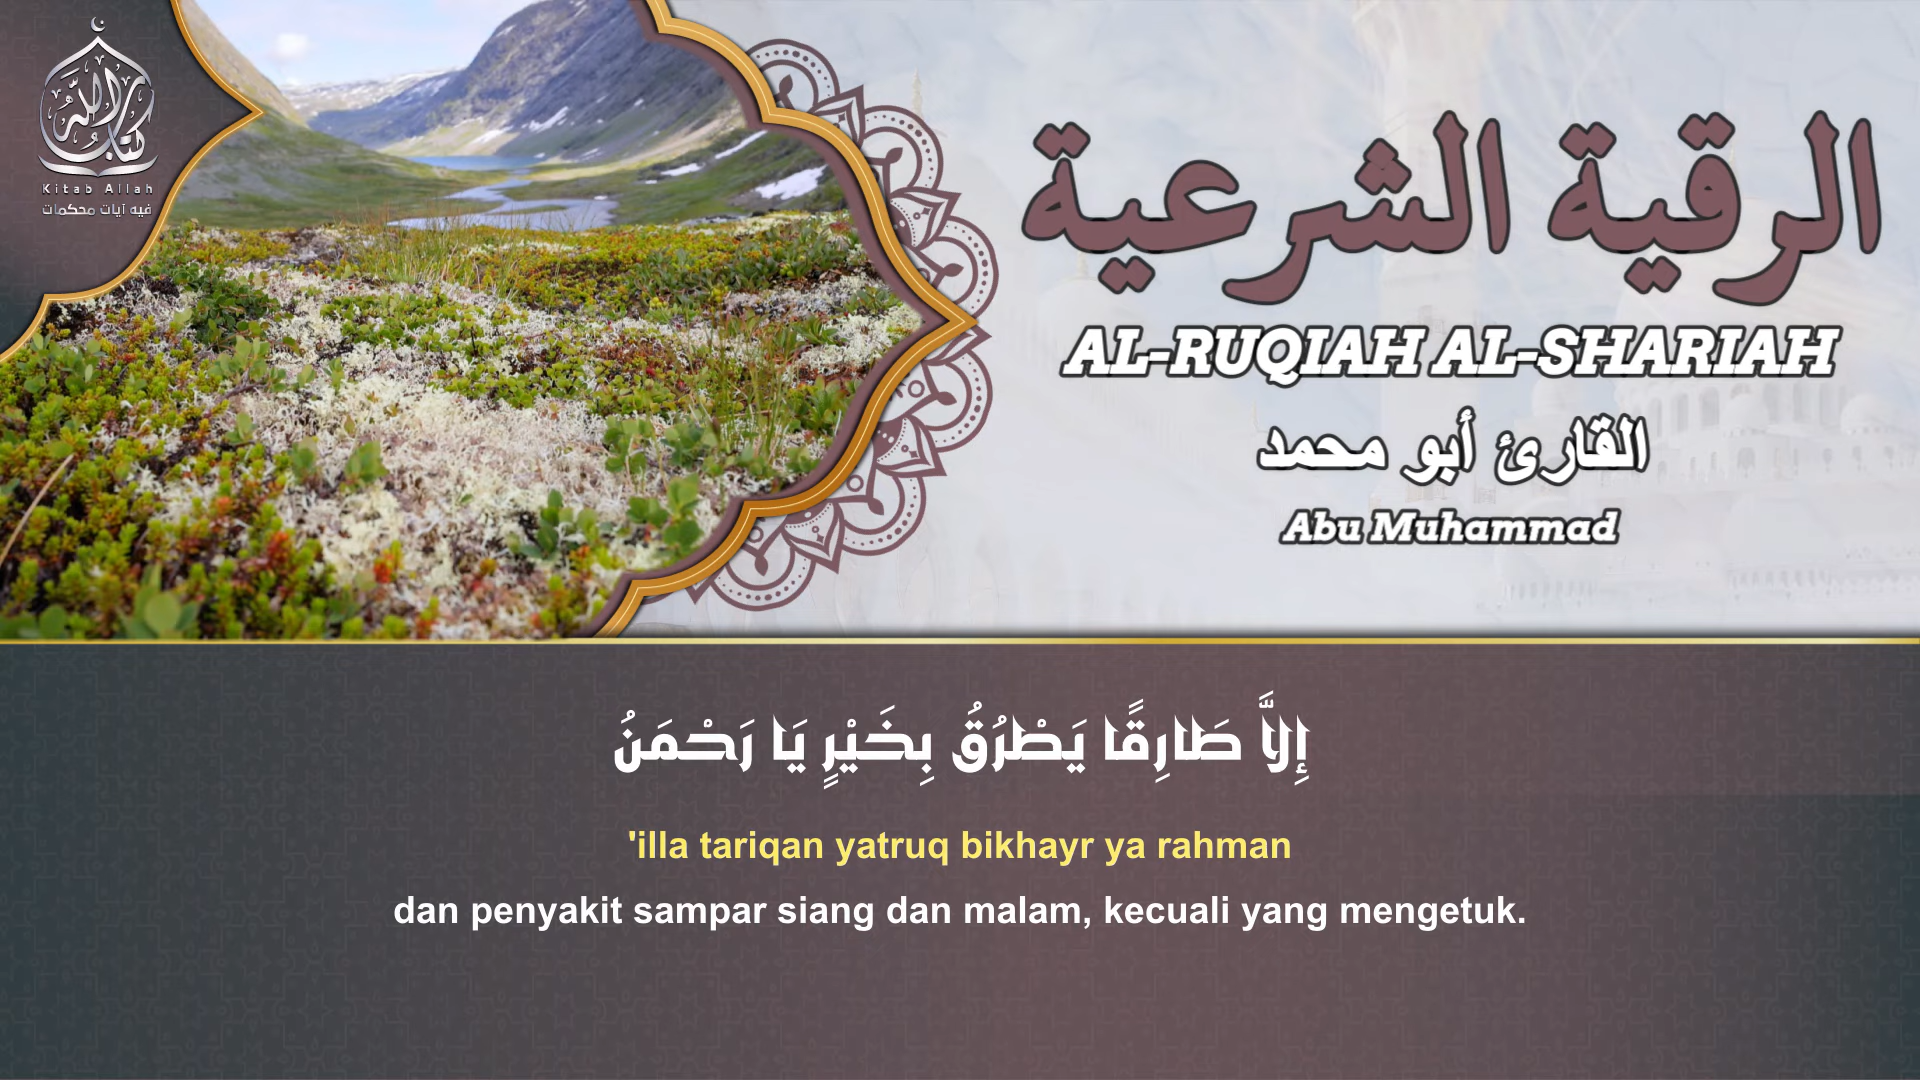 كتاب الله
Kitab Allah
فيه آيات محكمات
الرقية الشرعية
AL-RUQIAH AL-SHARIAH
القارئ أبو محمد
Abu Muhammad
إِلاَّ طَارِقًا يَطْرُقُ بِخَيْرٍ يَا رَحْمَنُ
'illa tariqan yatruq bikhayr ya rahman
dan penyakit sampar siang dan malam, kecuali yang mengetuk.